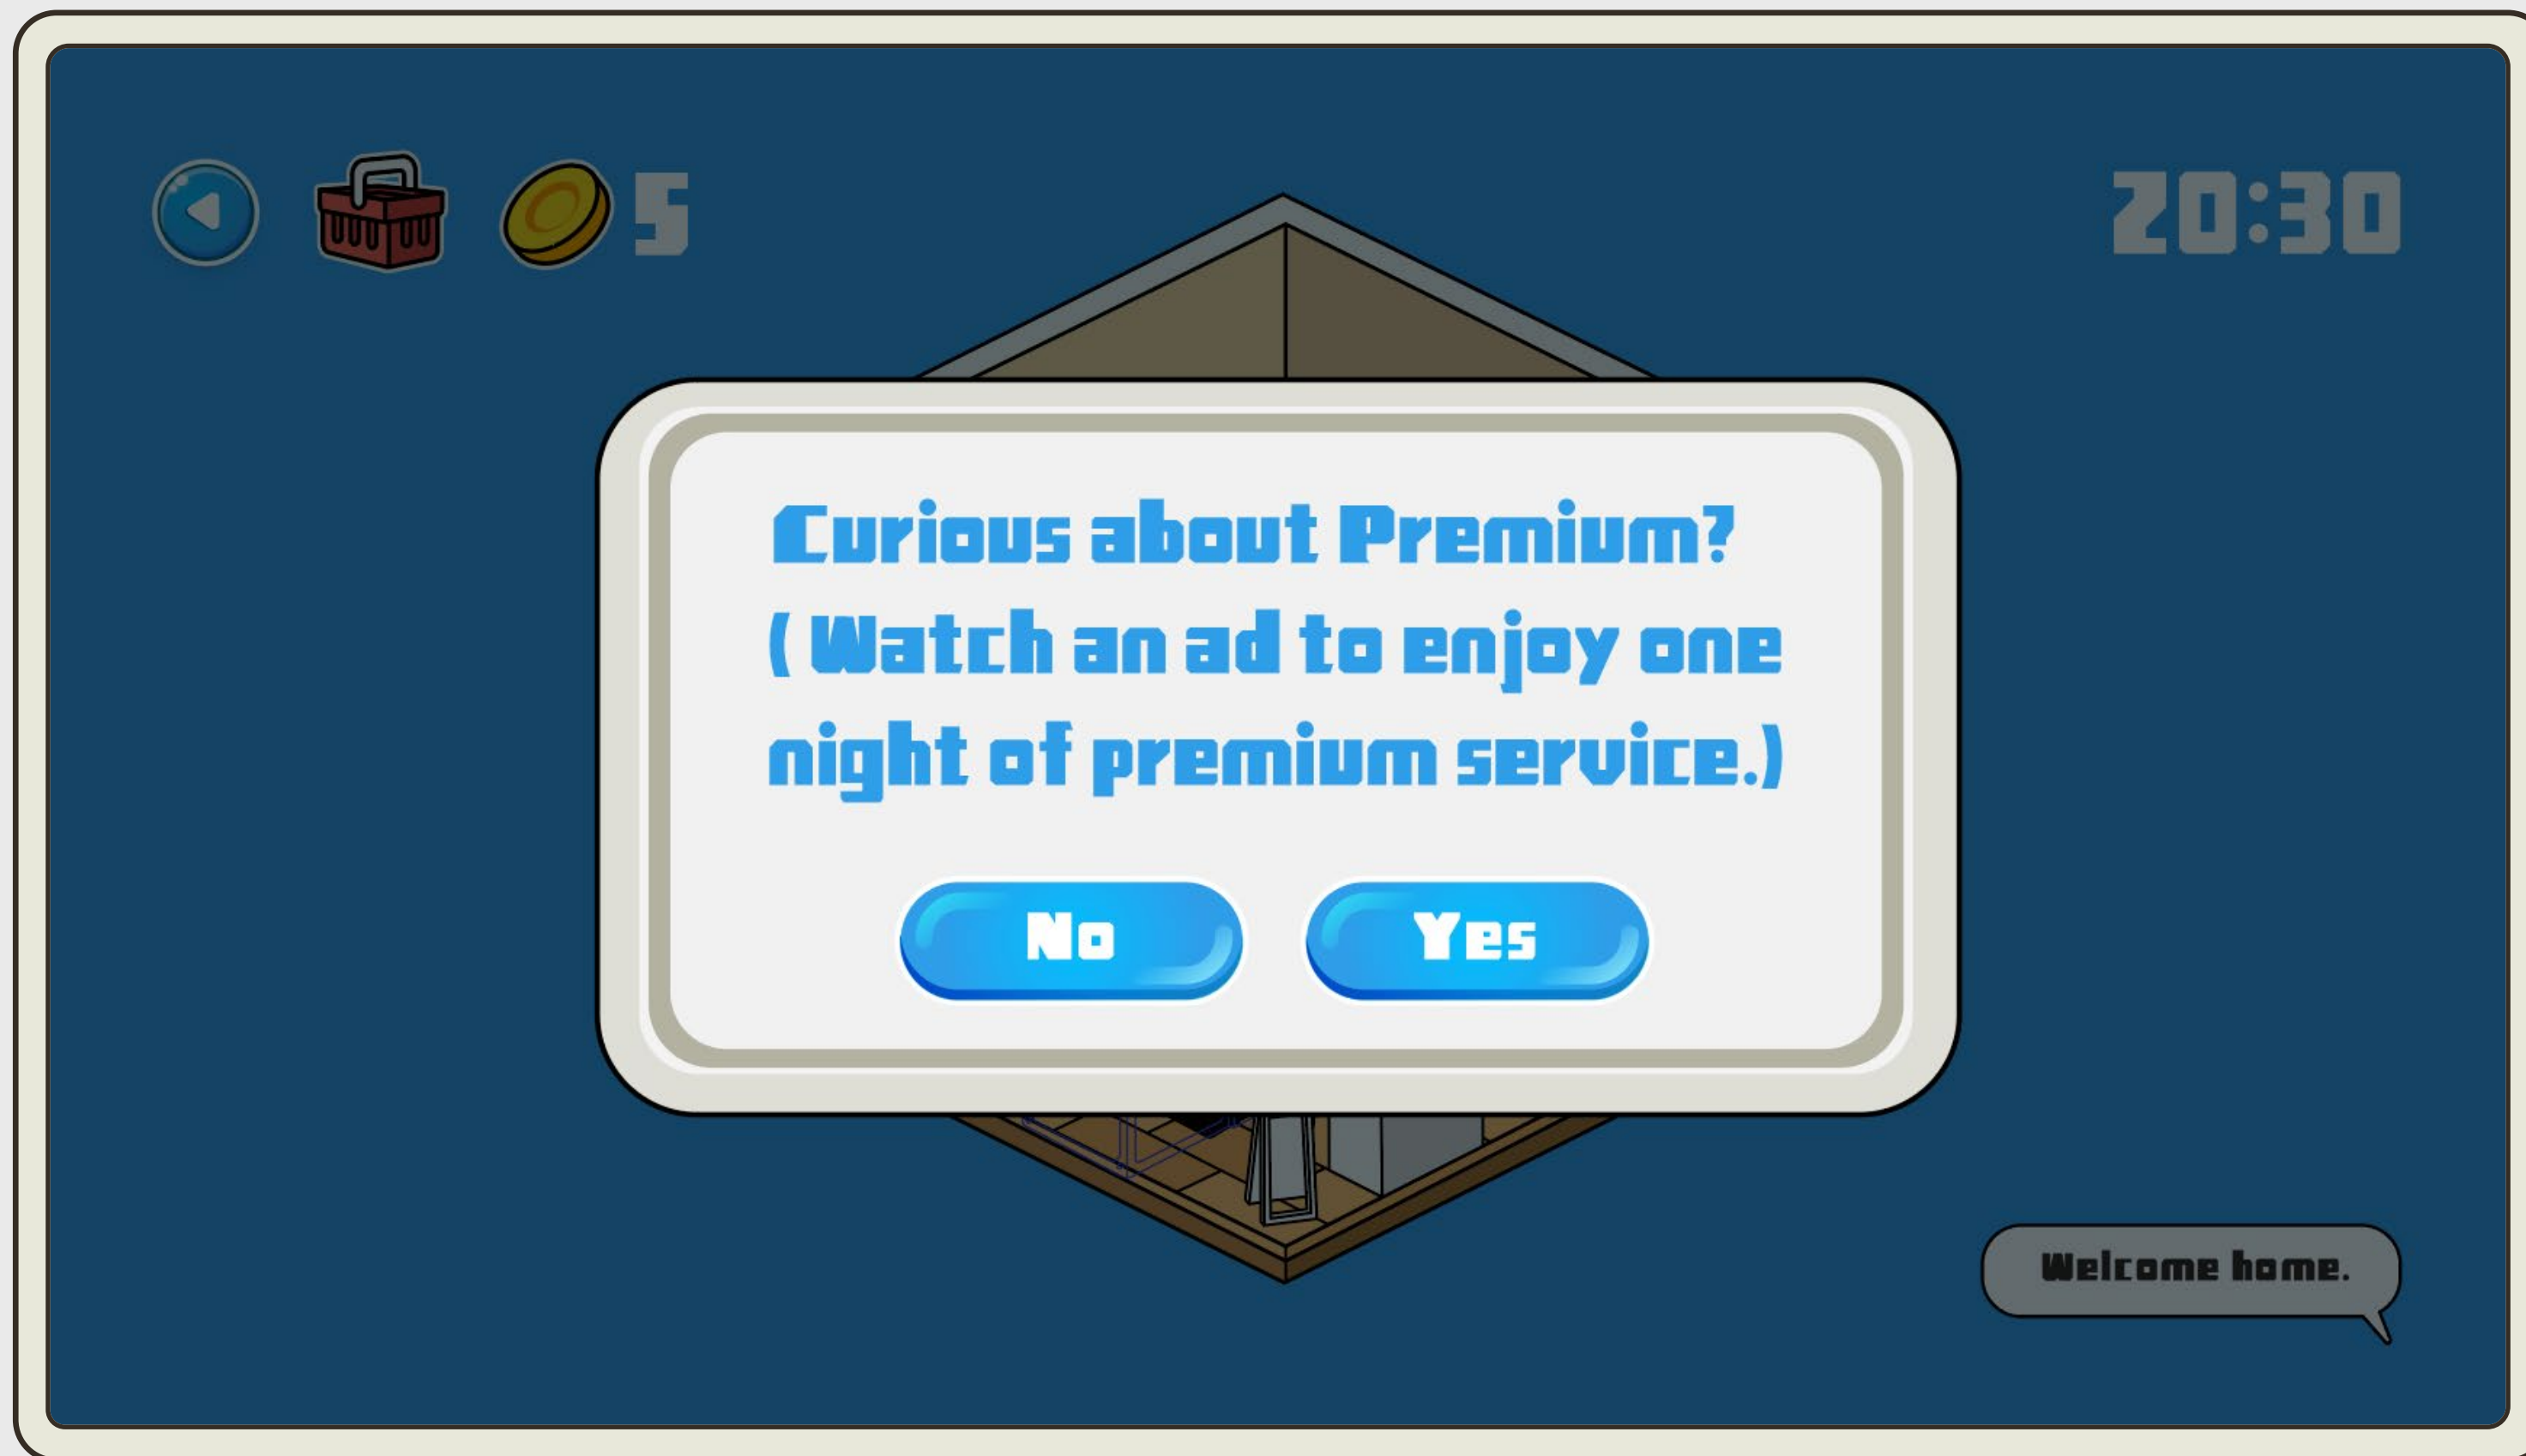 5
20:30
Curious about Premium?
( Watch an ad to enjoy one
night of premium service.)
No
Yes
Welcome home.